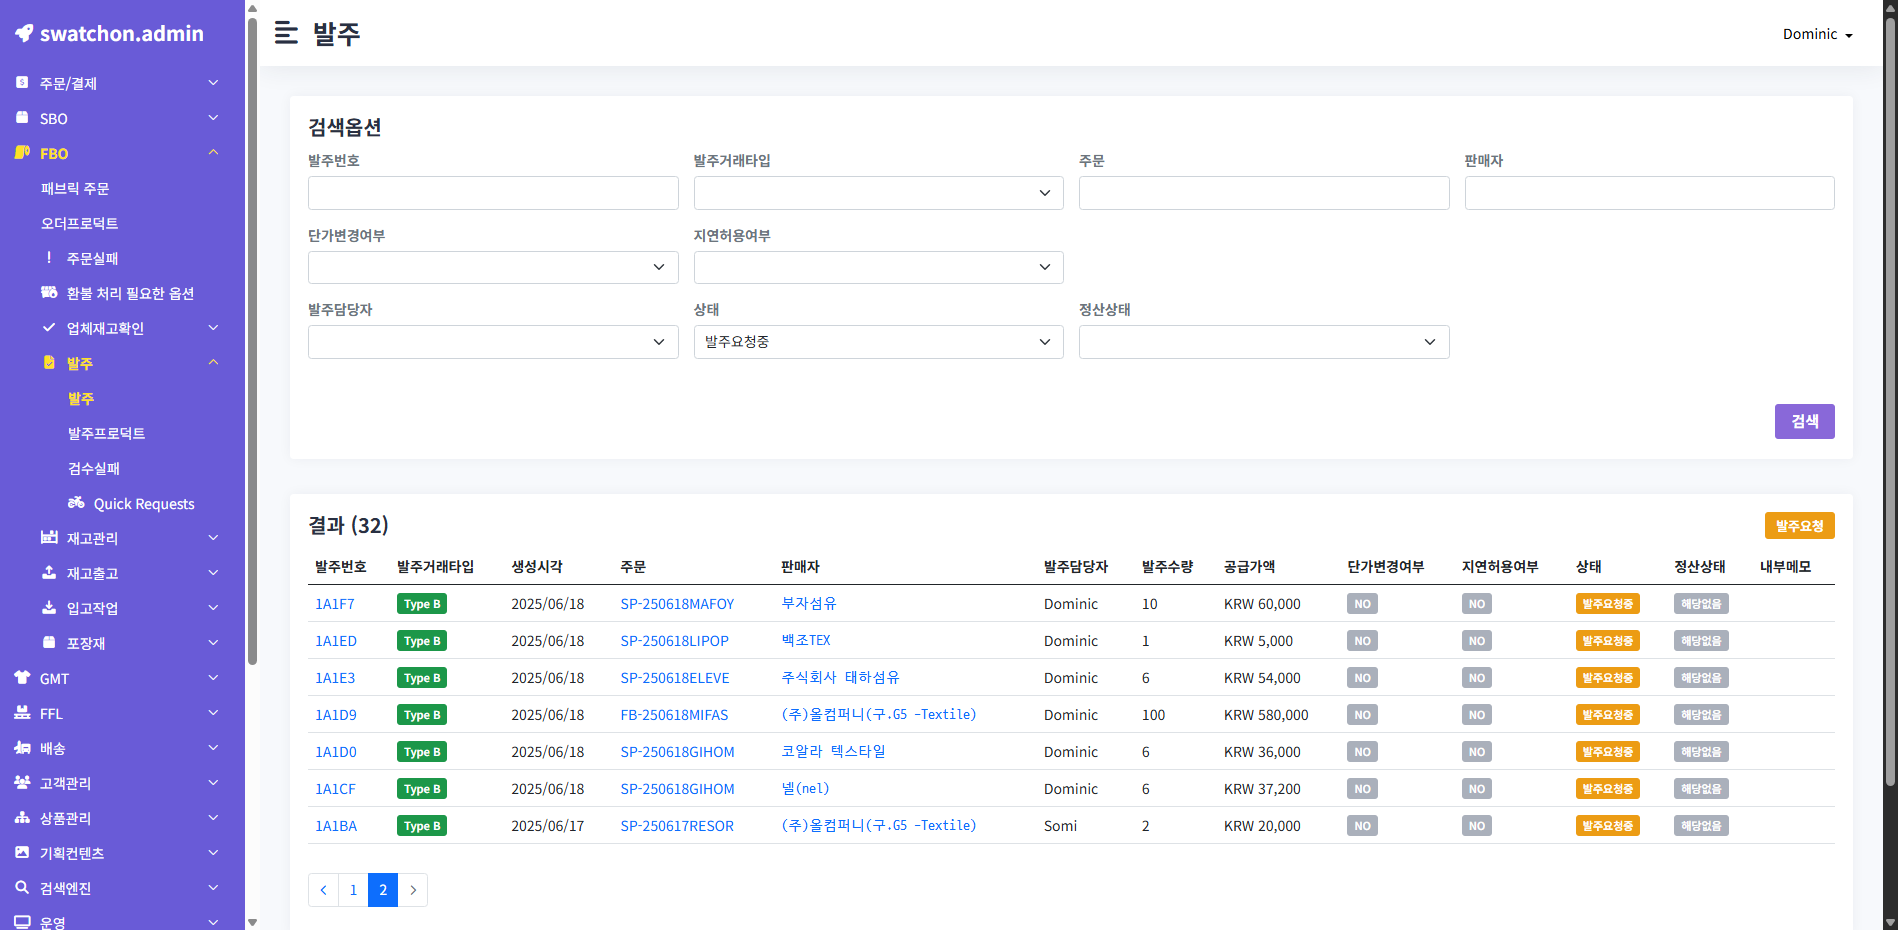 swatchon.admin
주문/결제
SBO
FBO
패브릭 주문
오더프로덕트
주문실패
환불 처리 필요한 옵션
업체재고확인
발주
발주
발주프로덕트
검수실패
Quick Requests
재고관리
재고출고
입고작업
포장재
GMT
FFL
배송
고객관리
상품관리
기획컨텐츠
검색엔진
운영
발주
Dominic
검색옵션
발주번호 발주거래타입 주문 판매자
단가변경여부 지연허용여부
발주담당자 상태 정산상태
발주요청중
검색
결과 (32)
발주요청
발주번호 발주거래타입 생성시각 주문 판매자 발주담당자 발주수량 공급가액 단가변경여부 지연허용여부 상태 정산상태 내부메모
1A1F7 Type B 2025/06/18 SP-250618MAFOY 부자섬유 Dominic 10 KRW 60,000 NO NO 발주요청중 해당없음
1A1ED Type B 2025/06/18 SP-250618LIPOP 백조TEX Dominic 1 KRW 5,000 NO NO 발주요청중 해당없음
1A1E3 Type B 2025/06/18 SP-250618ELEVE 주식회사 태하섬유 Dominic 6 KRW 54,000 NO NO 발주요청중 해당없음
1A1D9 Type B 2025/06/18 FB-250618MIFAS (주)올컴퍼니(구.G5 -Textile) Dominic 100 KRW 580,000 NO NO 발주요청중 해당없음
1A1D0 Type B 2025/06/18 SP-250618GIHOM 코알라 텍스타일 Dominic 6 KRW 36,000 NO NO 발주요청중 해당없음
1A1CF Type B 2025/06/18 SP-250618GIHOM 넬(nel) Dominic 6 KRW 37,200 NO NO 발주요청중 해당없음
1A1BA Type B 2025/06/17 SP-250617RESOR (주)올컴퍼니(구.G5 -Textile) Somi 2 KRW 20,000 NO NO 발주요청중 해당없음
1 2